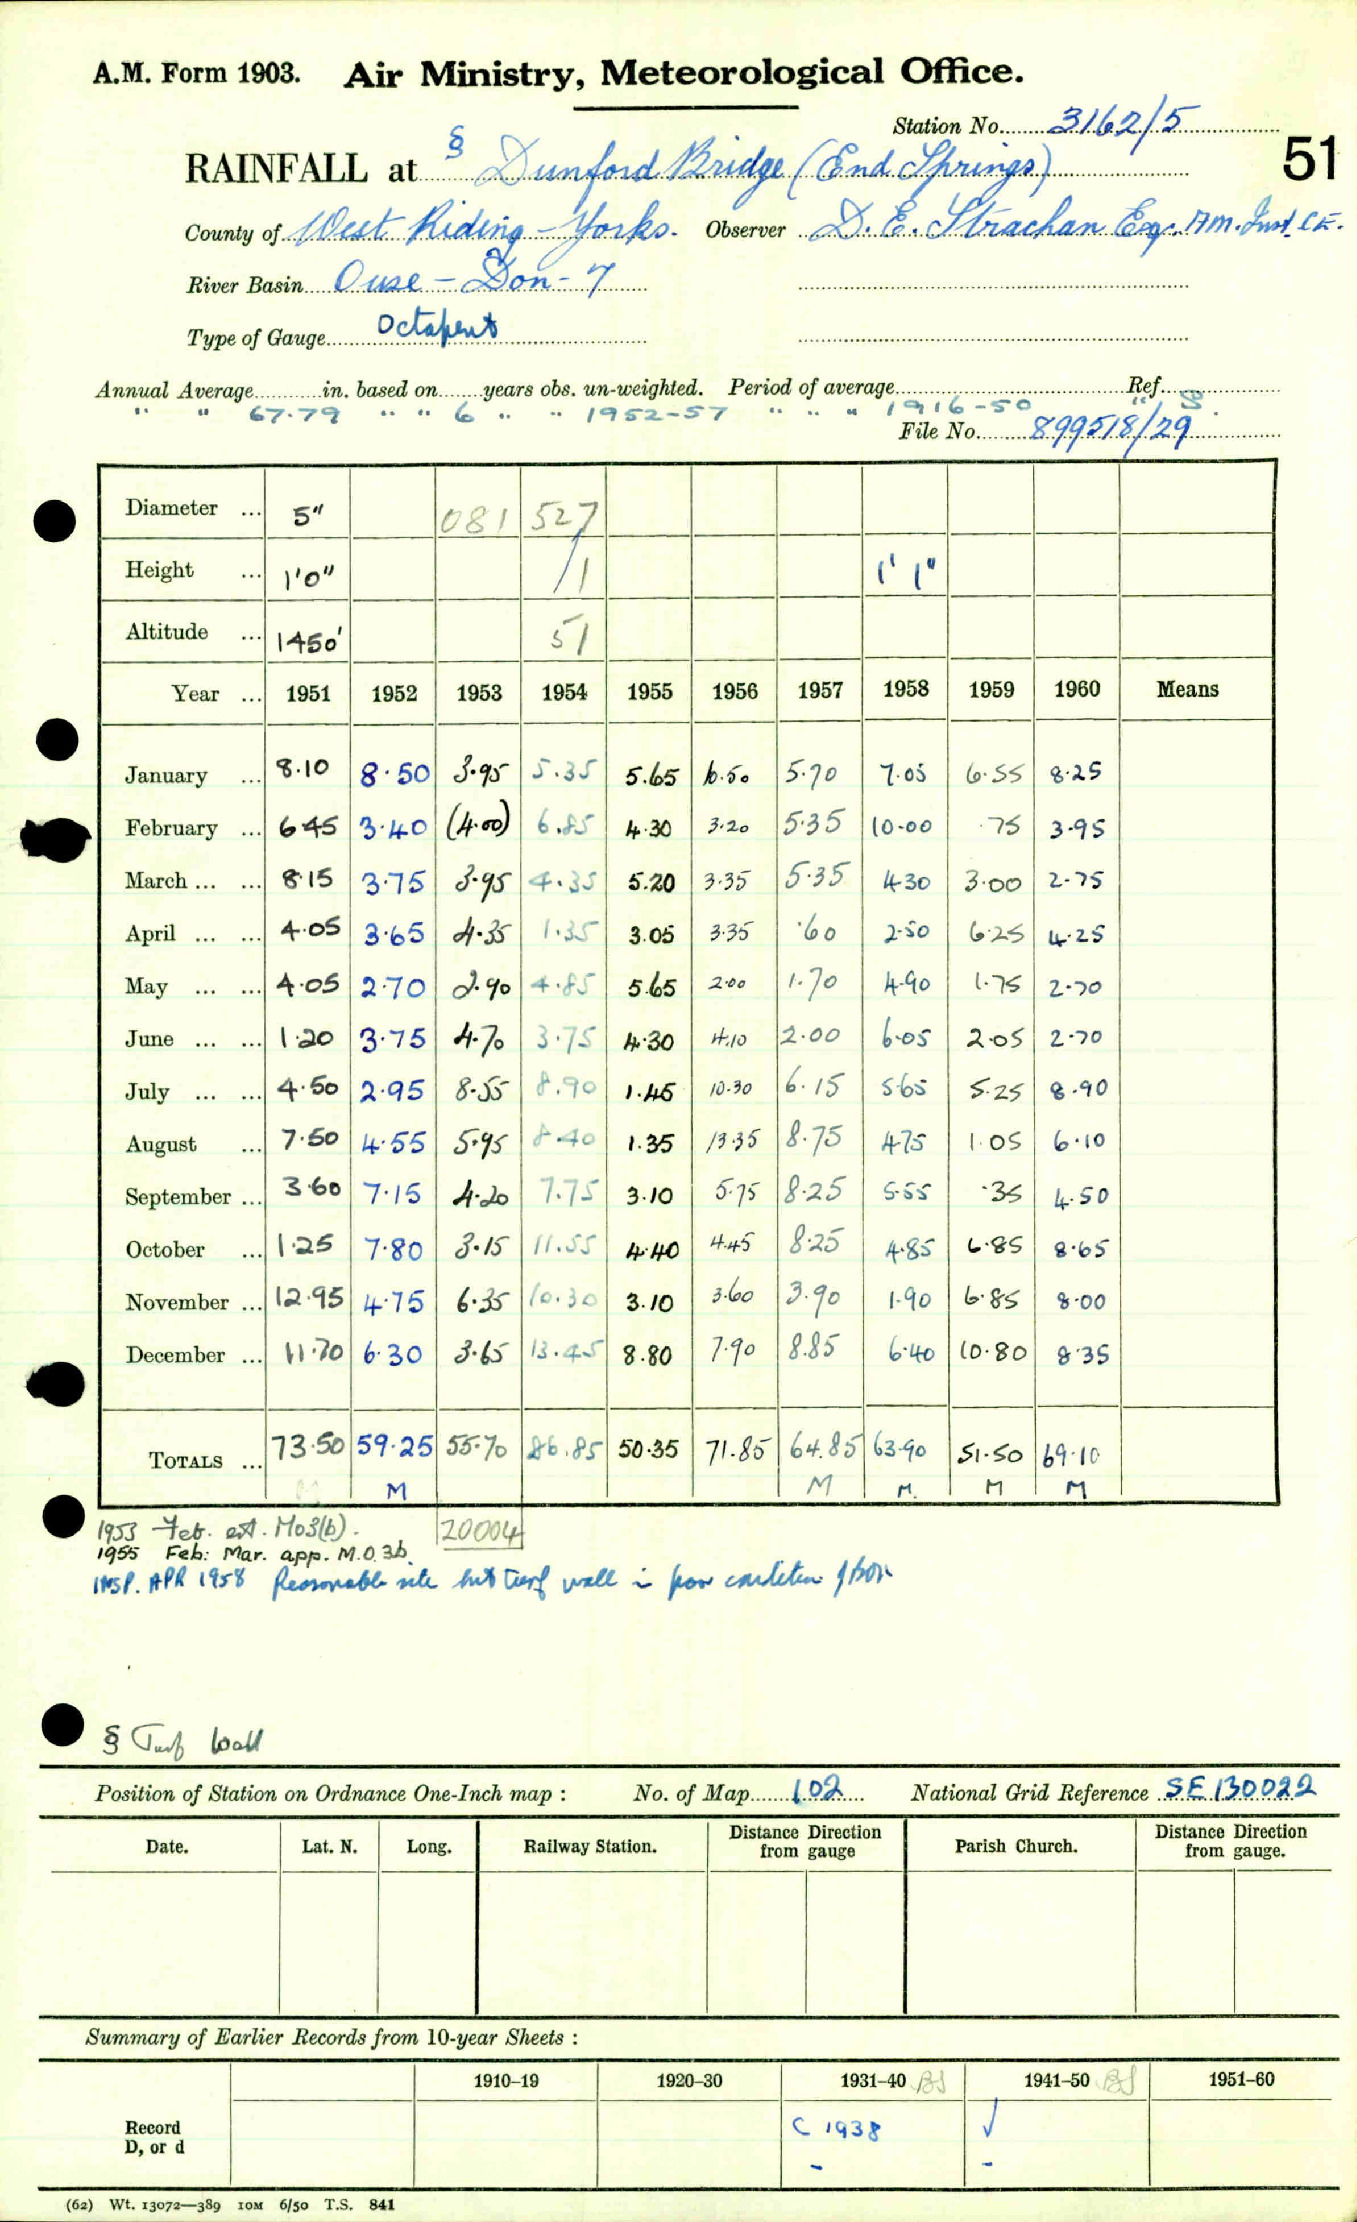 A.M. Form 1903. Air Ministry, Meteorological Office.
Station No. 3162/5
51
RAINFALL at § Dunford Bridge (End Springs)
County of West Riding - Yorks. Observer D. E. Strachan Esq. A.M. Inst. C.E.
River Basin Ouse - Don - 7
Type of Gauge Octapent
Annual Average in. based on years obs. un-weighted. Period of average Ref.
" " 67.79 " " 6 " " 1952-57 " " " 1916-50 " S.
File No. 899518/29
Diameter ... 5" 081 527
Height ... 1'0" /1 1' 1"
Altitude ... 1450' 51
Year ... 1951 1952 1953 1954 1955 1956 1957 1958 1959 1960 Means
January ... 8.10 8.50 3.95 5.35 5.65 6.50 5.70 7.05 6.55 8.25
February ... 6.45 3.40 (4.00) 6.85 4.30 3.20 5.35 10.00 .75 3.95
March ... ... 8.15 3.75 3.95 4.35 5.20 3.35 5.35 4.30 3.00 2.75
April ... ... 4.05 3.65 4.35 1.35 3.05 3.35 .60 2.50 6.25 4.25
May ... ... 4.05 2.70 2.90 4.85 5.65 2.00 1.70 4.90 1.75 2.70
June ... ... 1.20 3.75 4.70 3.75 4.30 4.10 2.00 6.05 2.05 2.70
July ... ... 4.50 2.95 8.55 8.90 1.45 10.30 6.15 5.65 5.25 8.90
August ... 7.50 4.55 5.95 8.40 1.35 13.35 8.75 4.75 1.05 6.10
September ... 3.60 7.15 4.20 7.75 3.10 5.75 8.25 5.55 .35 4.50
October ... 1.25 7.80 3.15 11.55 4.40 4.45 8.25 4.85 6.85 8.65
November ... 12.95 4.75 6.35 10.30 3.10 3.60 3.90 1.90 6.85 8.00
December ... 11.70 6.30 3.65 13.45 8.80 7.90 8.85 6.40 10.80 8.35
TOTALS ... 73.50 59.25 55.70 86.85 50.35 71.85 64.85 63.90 51.50 69.10
M M M M. M M
1953 Feb. est. M03(b). 20004
1955 Feb: Mar. app. M.O.3b.
INSP. APR 1958 Reasonable site but turf wall in poor condition
§ Turf Wall
Position of Station on Ordnance One-Inch map : No. of Map 102 National Grid Reference SE 130022
Date. Lat. N. Long. Railway Station. Distance from Direction gauge Parish Church. Distance from Direction gauge.
Summary of Earlier Records from 10-year Sheets :
1910–19 1920–30 1931–40 BS 1941–50 BS 1951–60
Record C 1938 √
D, or d - -
(62) Wt. 13072—389 10M 6/50 T.S. 841